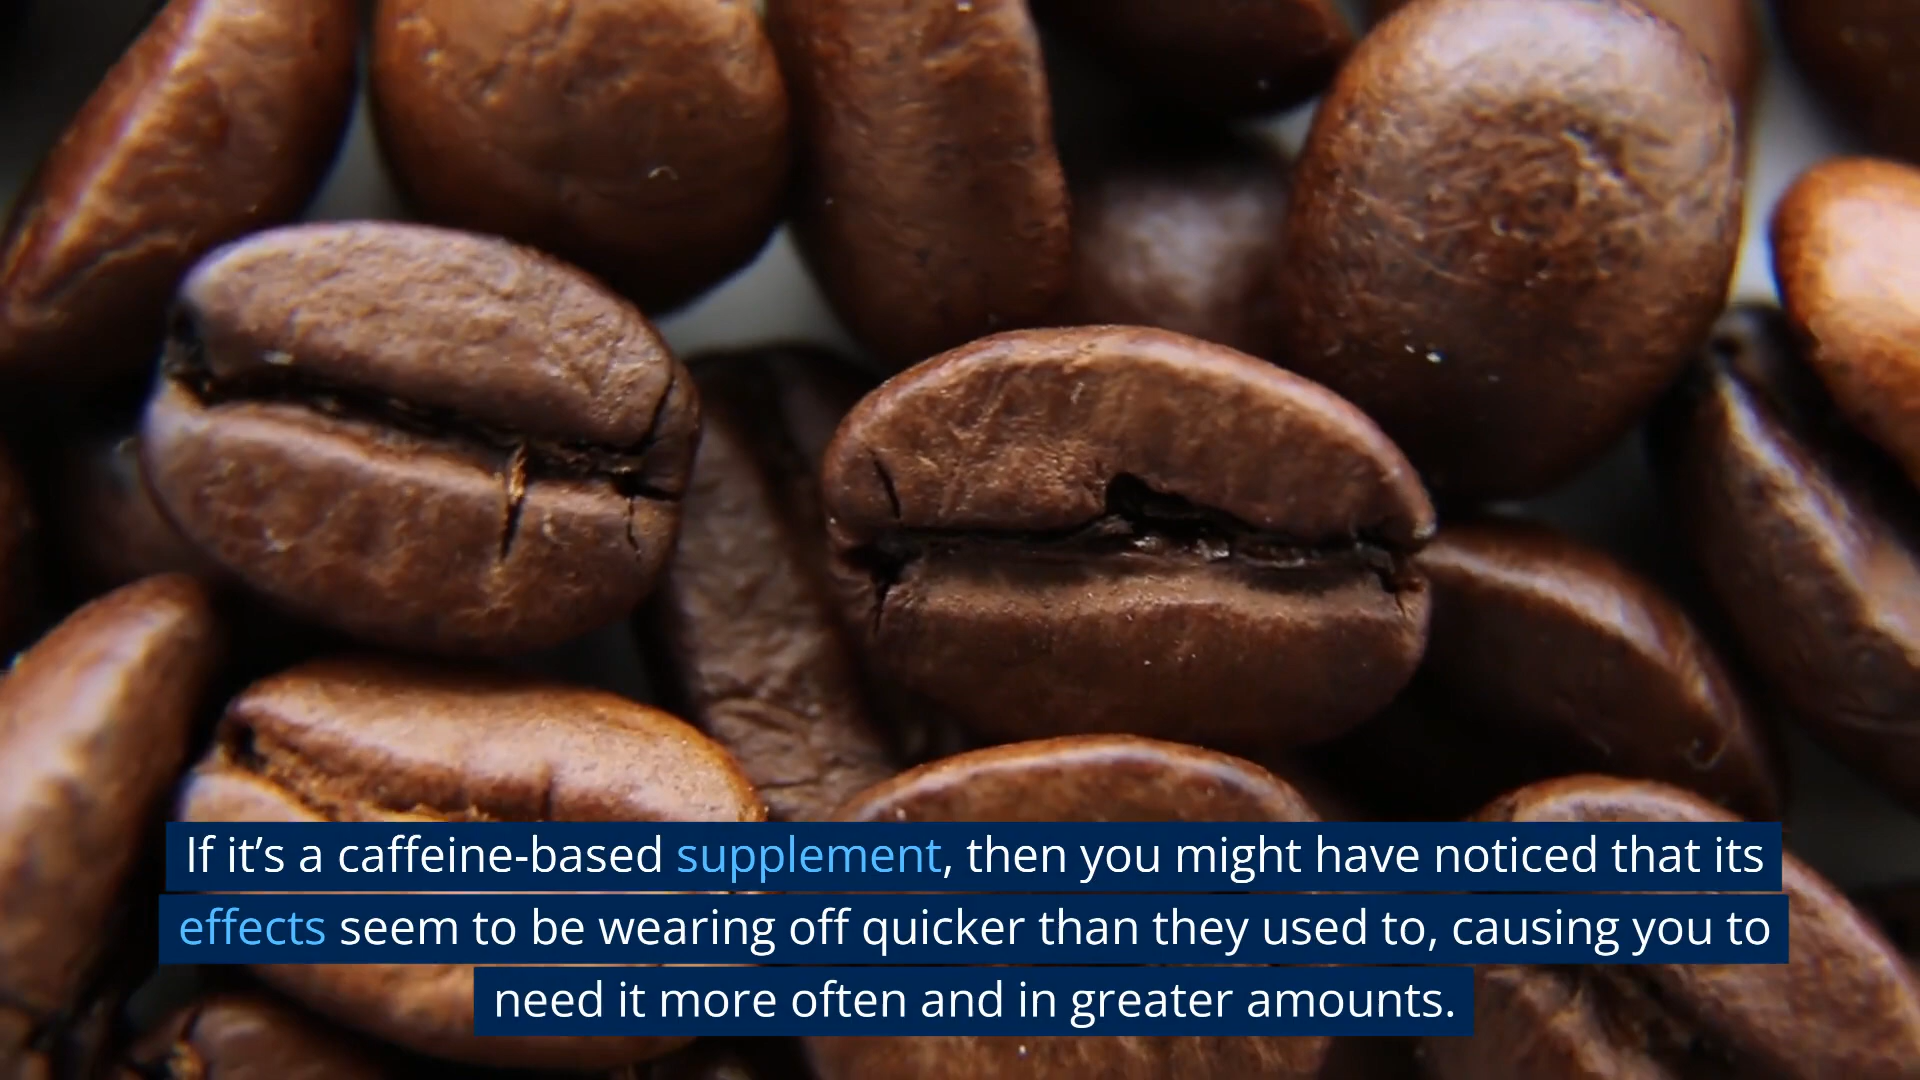 If it’s a caffeine-based supplement, then you might have noticed that its
effects seem to be wearing off quicker than they used to, causing you to
need it more often and in greater amounts.